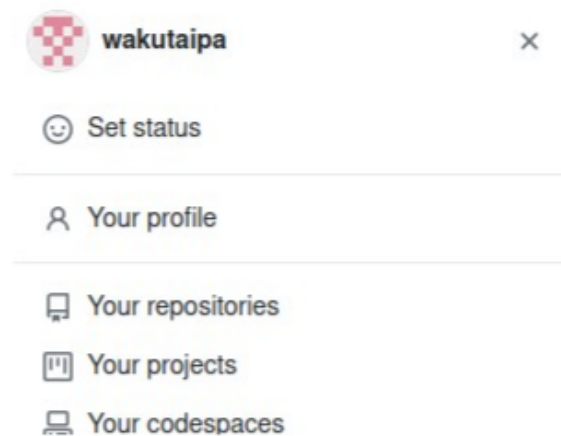 wakutaipa
Set status
Your profile
Your repositories
Your projects
Your codespaces